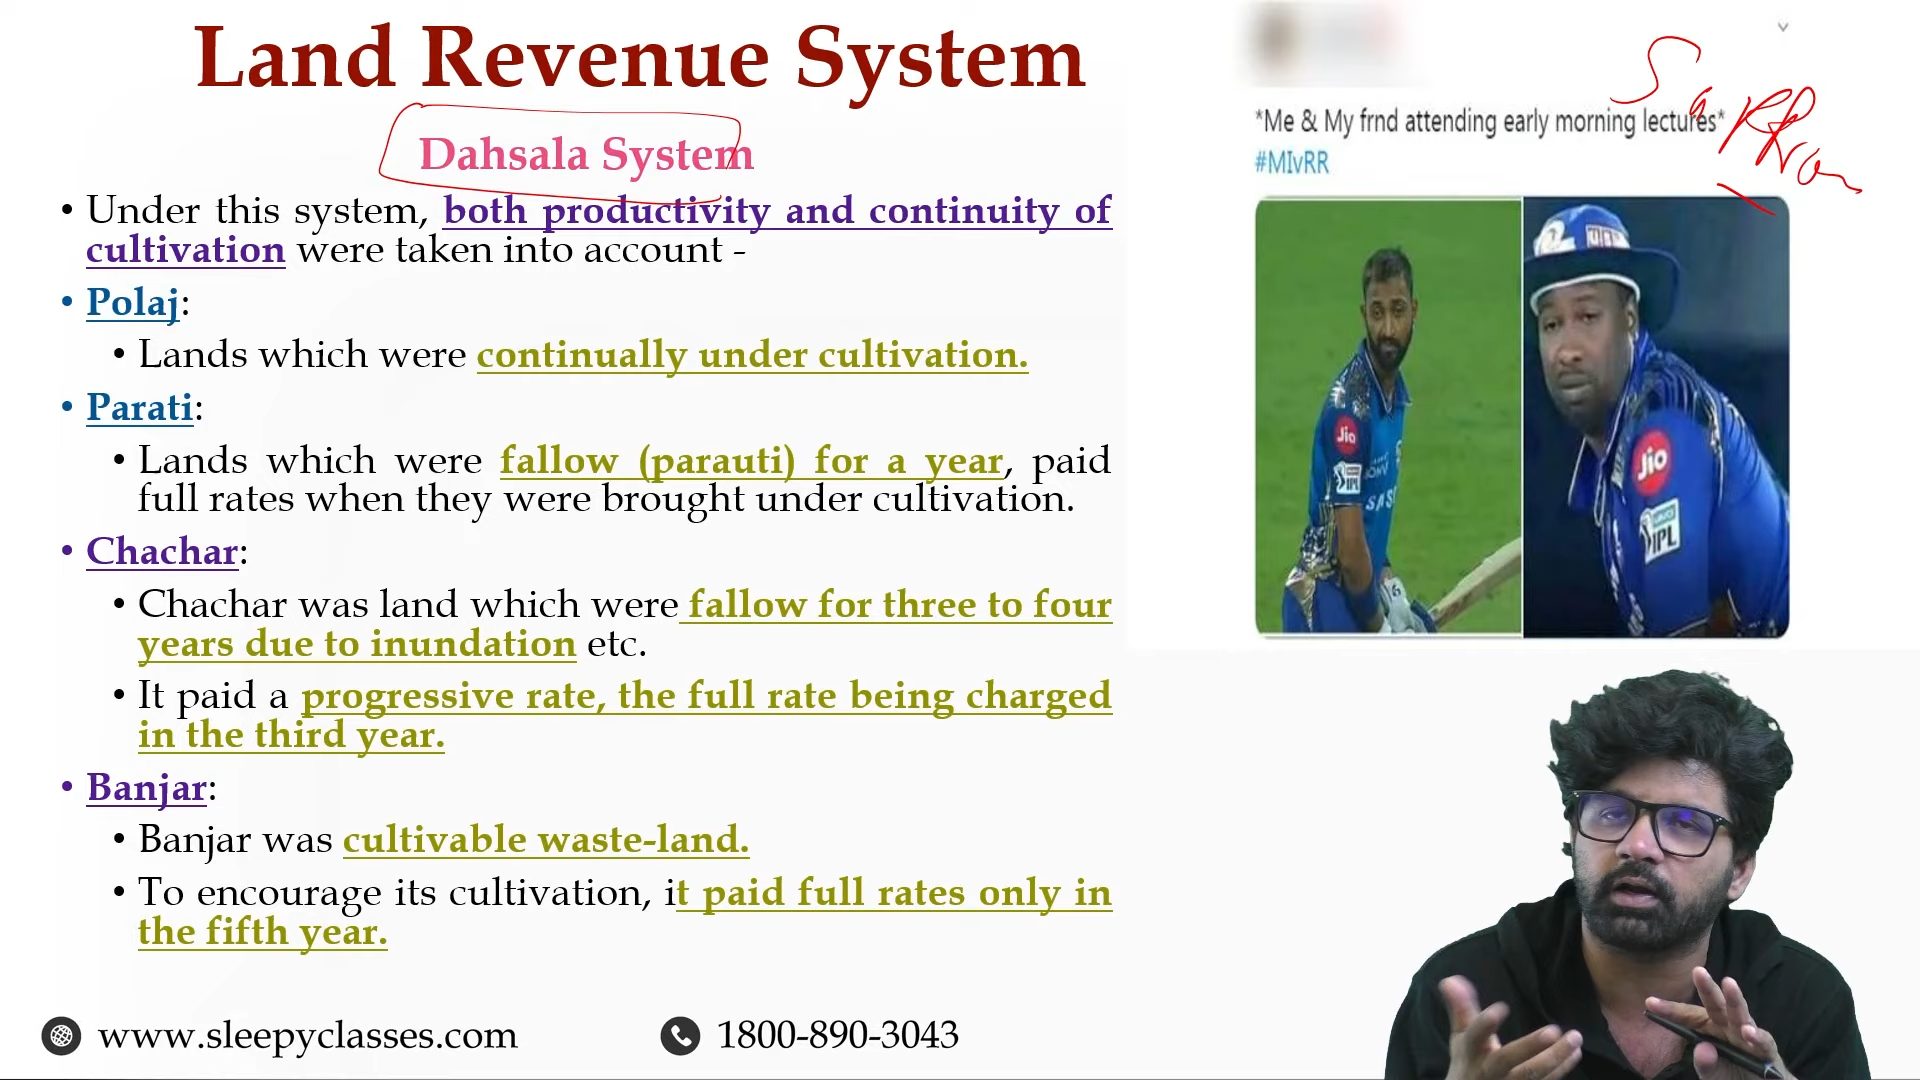 Land Revenue System
Dahsala System
• Under this system, both productivity and continuity of
cultivation were taken into account -
• Polaj:
• Lands which were continually under cultivation.
• Parati:
• Lands which were fallow (parauti) for a year, paid
full rates when they were brought under cultivation.
• Chachar:
• Chachar was land which were fallow for three to four
years due to inundation etc.
• It paid a progressive rate, the full rate being charged
in the third year.
• Banjar:
• Banjar was cultivable waste-land.
• To encourage its cultivation, it paid full rates only in
the fifth year.
www.sleepyclasses.com
1800-890-3043
*Me & My frnd attending early morning lectures*
#MIvRR
Jio
IPL
Jio
IPL